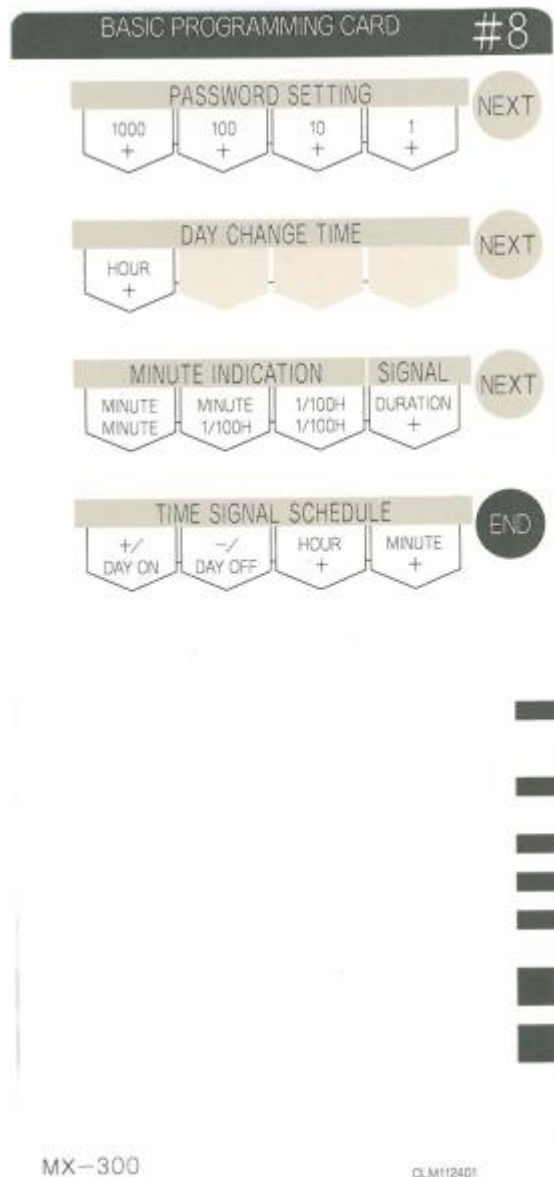 BASIC PROGRAMMING CARD #8
PASSWORD SETTING
NEXT
1000 100 10 1
+ + + +
DAY CHANGE TIME
NEXT
HOUR
+
MINUTE INDICATION SIGNAL
NEXT
MINUTE MINUTE 1/100H DURATION
MINUTE 1/100H 1/100H +
TIME SIGNAL SCHEDULE
END
+/ -/ HOUR MINUTE
DAY ON DAY OFF + +
MX-300 CLM112401